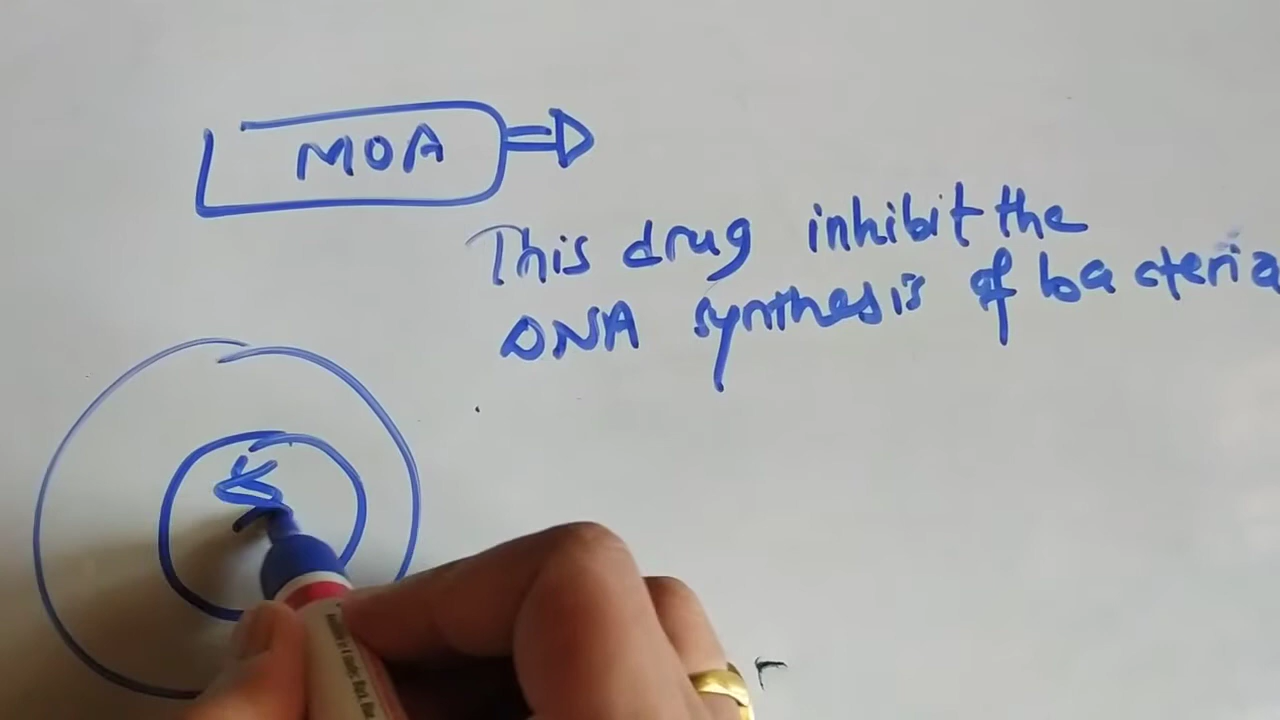 MOA
This drug inhibit the
DNA synthesis of bacteria